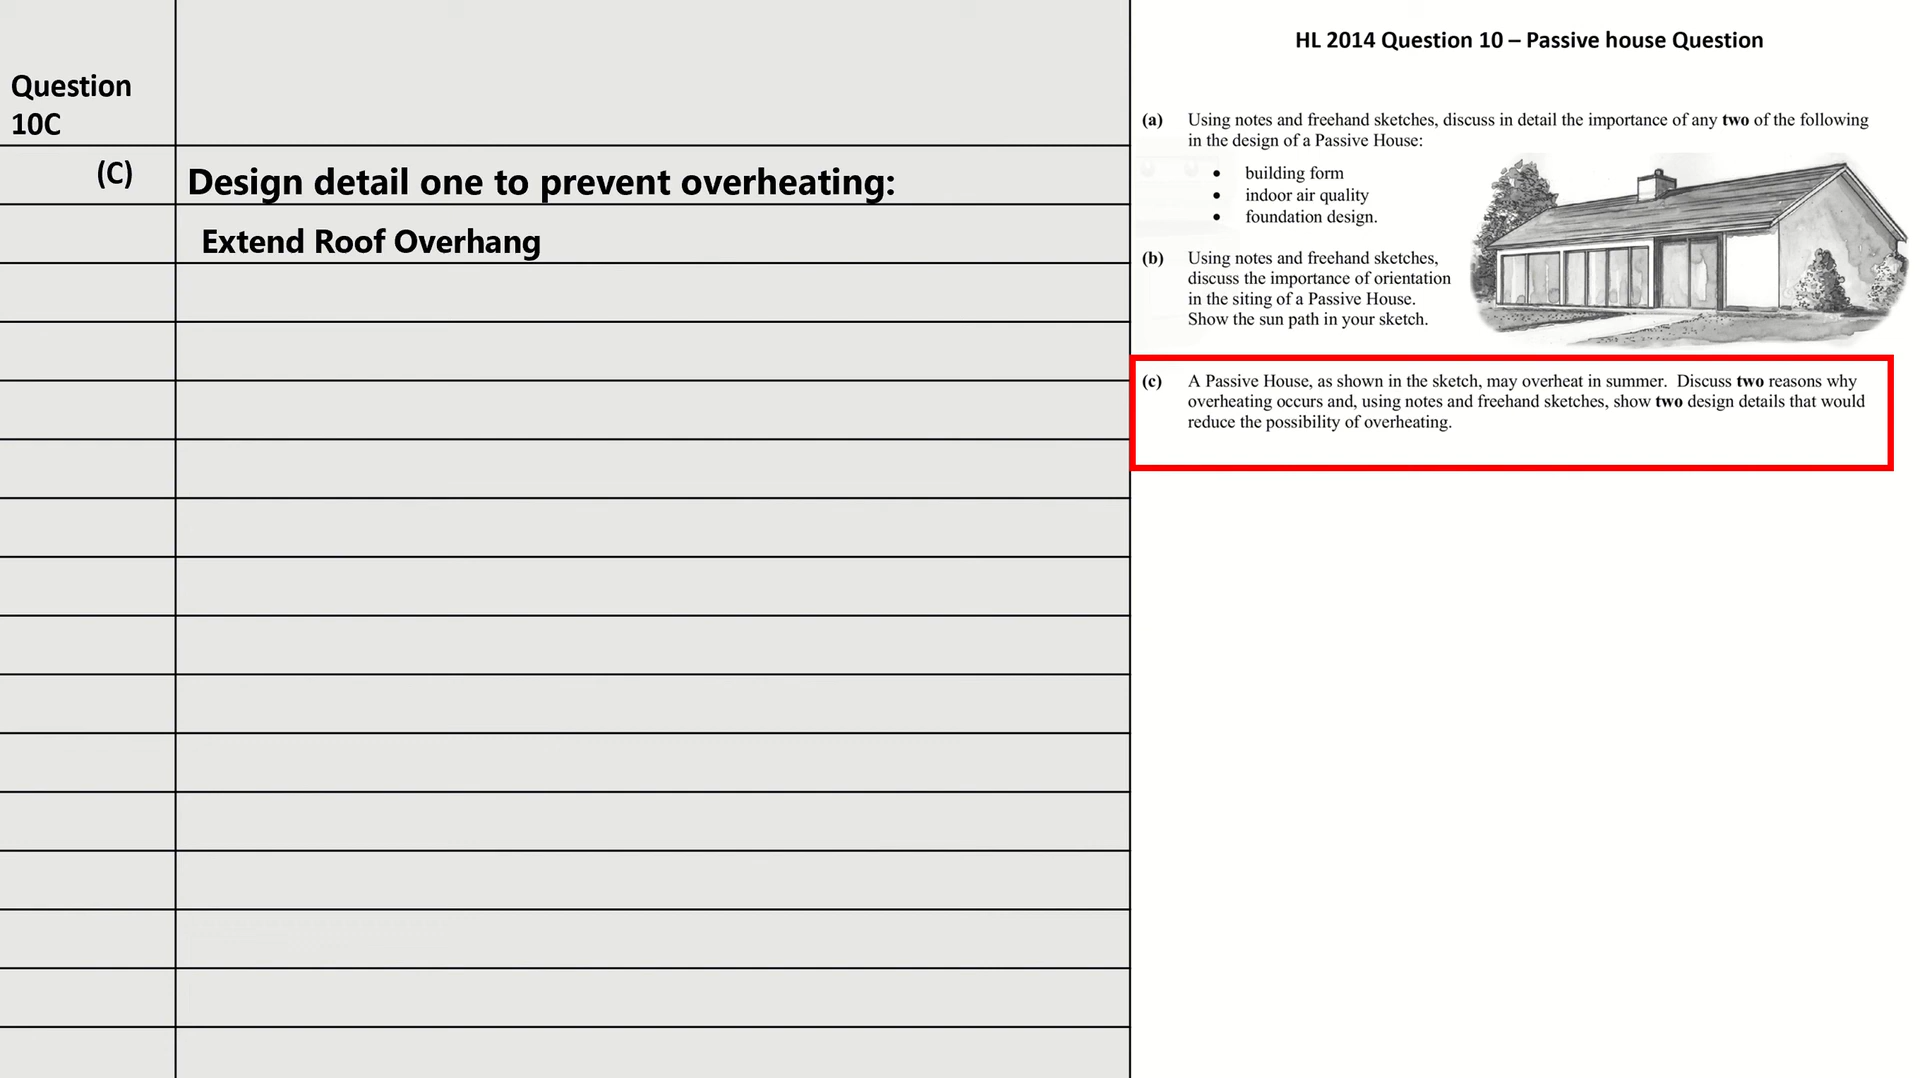 Question
10C
(C)
Design detail one to prevent overheating:
Extend Roof Overhang
HL 2014 Question 10 – Passive house Question
(a) Using notes and freehand sketches, discuss in detail the importance of any two of the following
in the design of a Passive House:
• building form
• indoor air quality
• foundation design.
(b) Using notes and freehand sketches,
discuss the importance of orientation
in the siting of a Passive House.
Show the sun path in your sketch.
(c) A Passive House, as shown in the sketch, may overheat in summer. Discuss two reasons why
overheating occurs and, using notes and freehand sketches, show two design details that would
reduce the possibility of overheating.